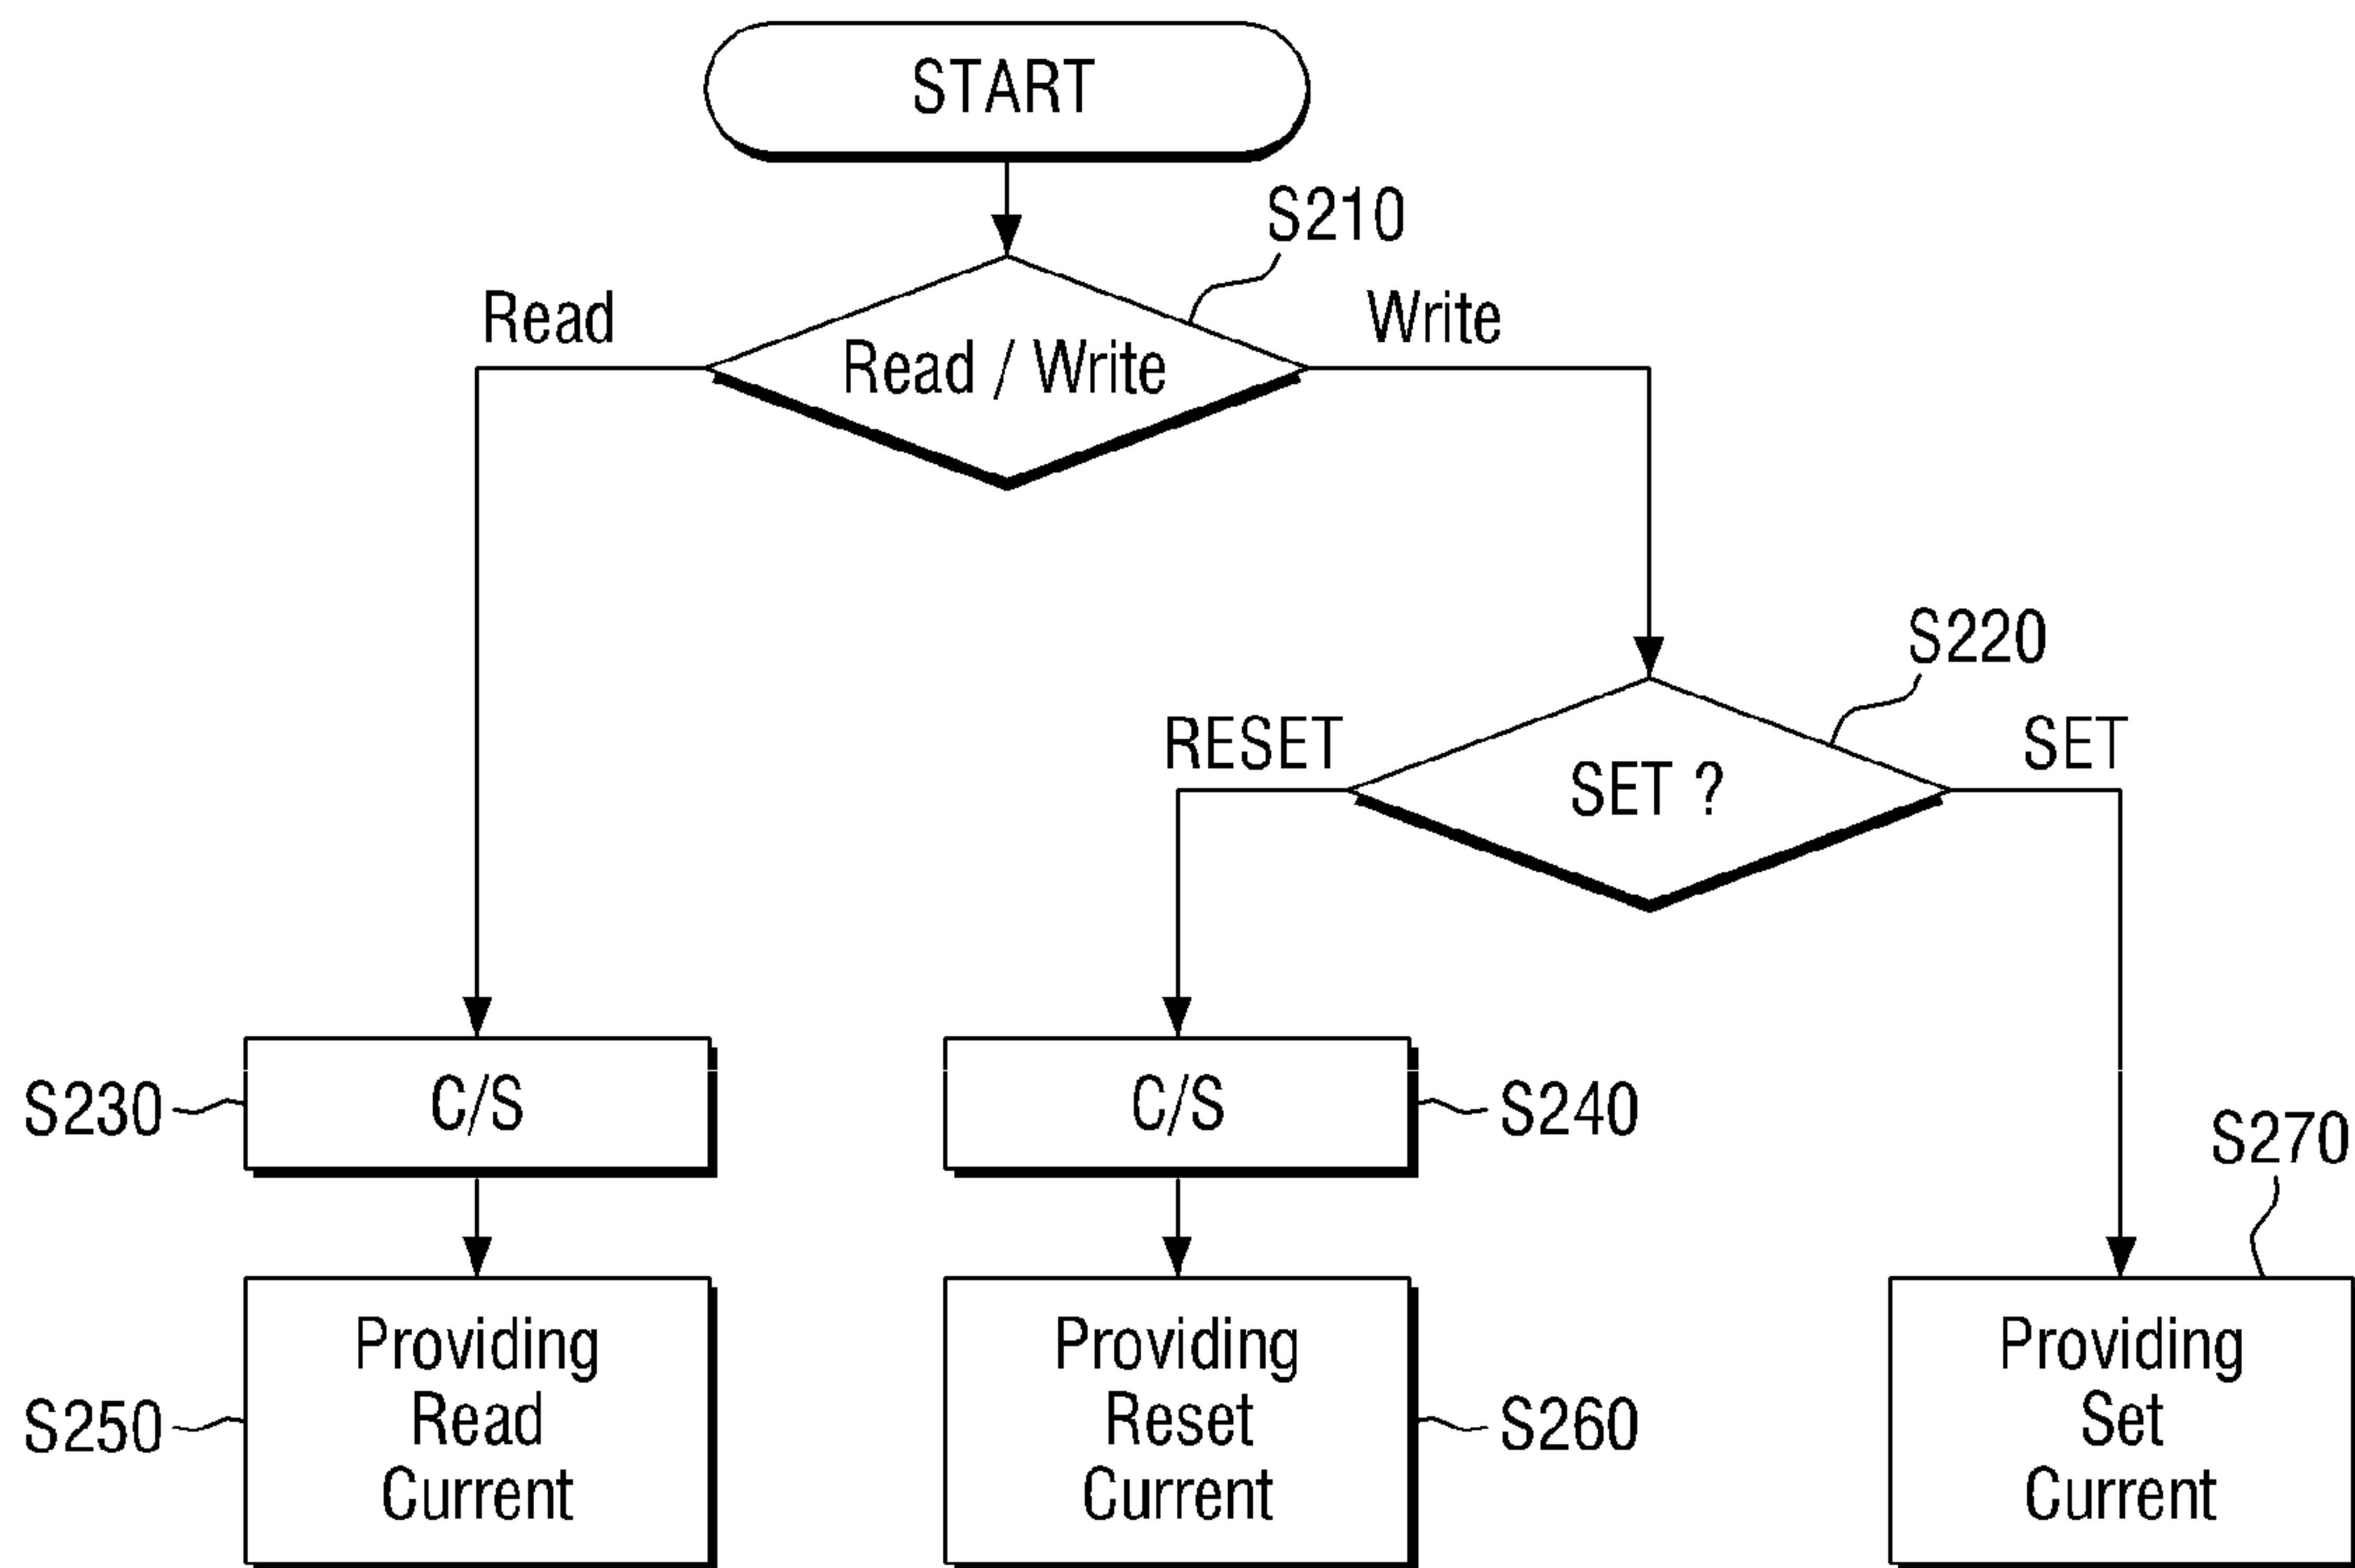 START
S210
Read
Write
Read / Write
S220
RESET
SET
SET ?
S230
C/S
C/S
S240
S270
Providing
Read
Current
S250
Providing
Reset
Current
S260
Providing
Set
Current